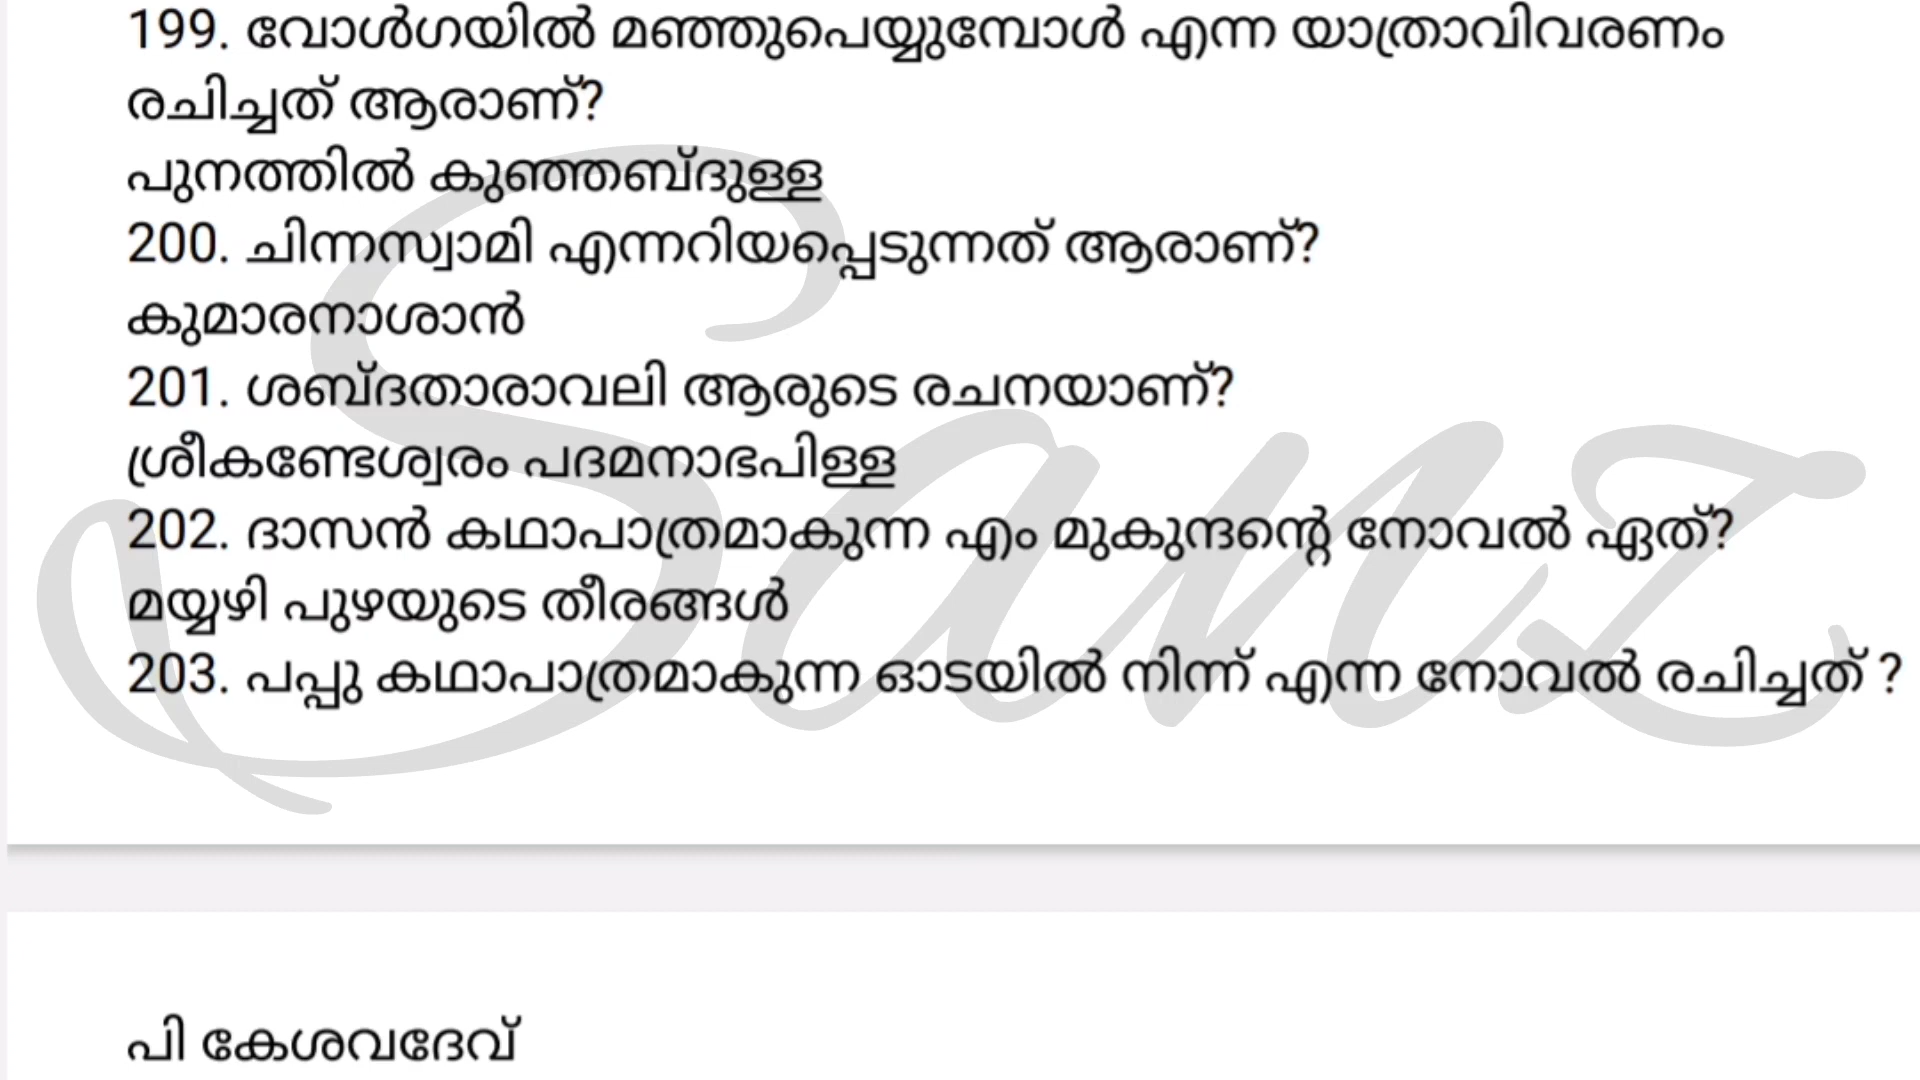 199. വോൾഗയിൽ മഞ്ഞുപെയ്യുമ്പോൾ എന്ന യാത്രാവിവരണം
രചിച്ചത് ആരാണ്?
പുനത്തിൽ കുഞ്ഞബ്ദുള്ള
200. ചിന്നസ്വാമി എന്നറിയപ്പെടുന്നത് ആരാണ്?
കുമാരനാശാൻ
201. ശബ്ദതാരാവലി ആരുടെ രചനയാണ്?
ശ്രീകണ്ടേശ്വരം പദമനാഭപിള്ള
202. ദാസൻ കഥാപാത്രമാകുന്ന എം മുകുന്ദന്റെ നോവൽ ഏത്?
മയ്യഴി പുഴയുടെ തീരങ്ങൾ
203. പപ്പു കഥാപാത്രമാകുന്ന ഓടയിൽ നിന്ന് എന്ന നോവൽ രചിച്ചത് ?
പി കേശവദേവ്
Samz